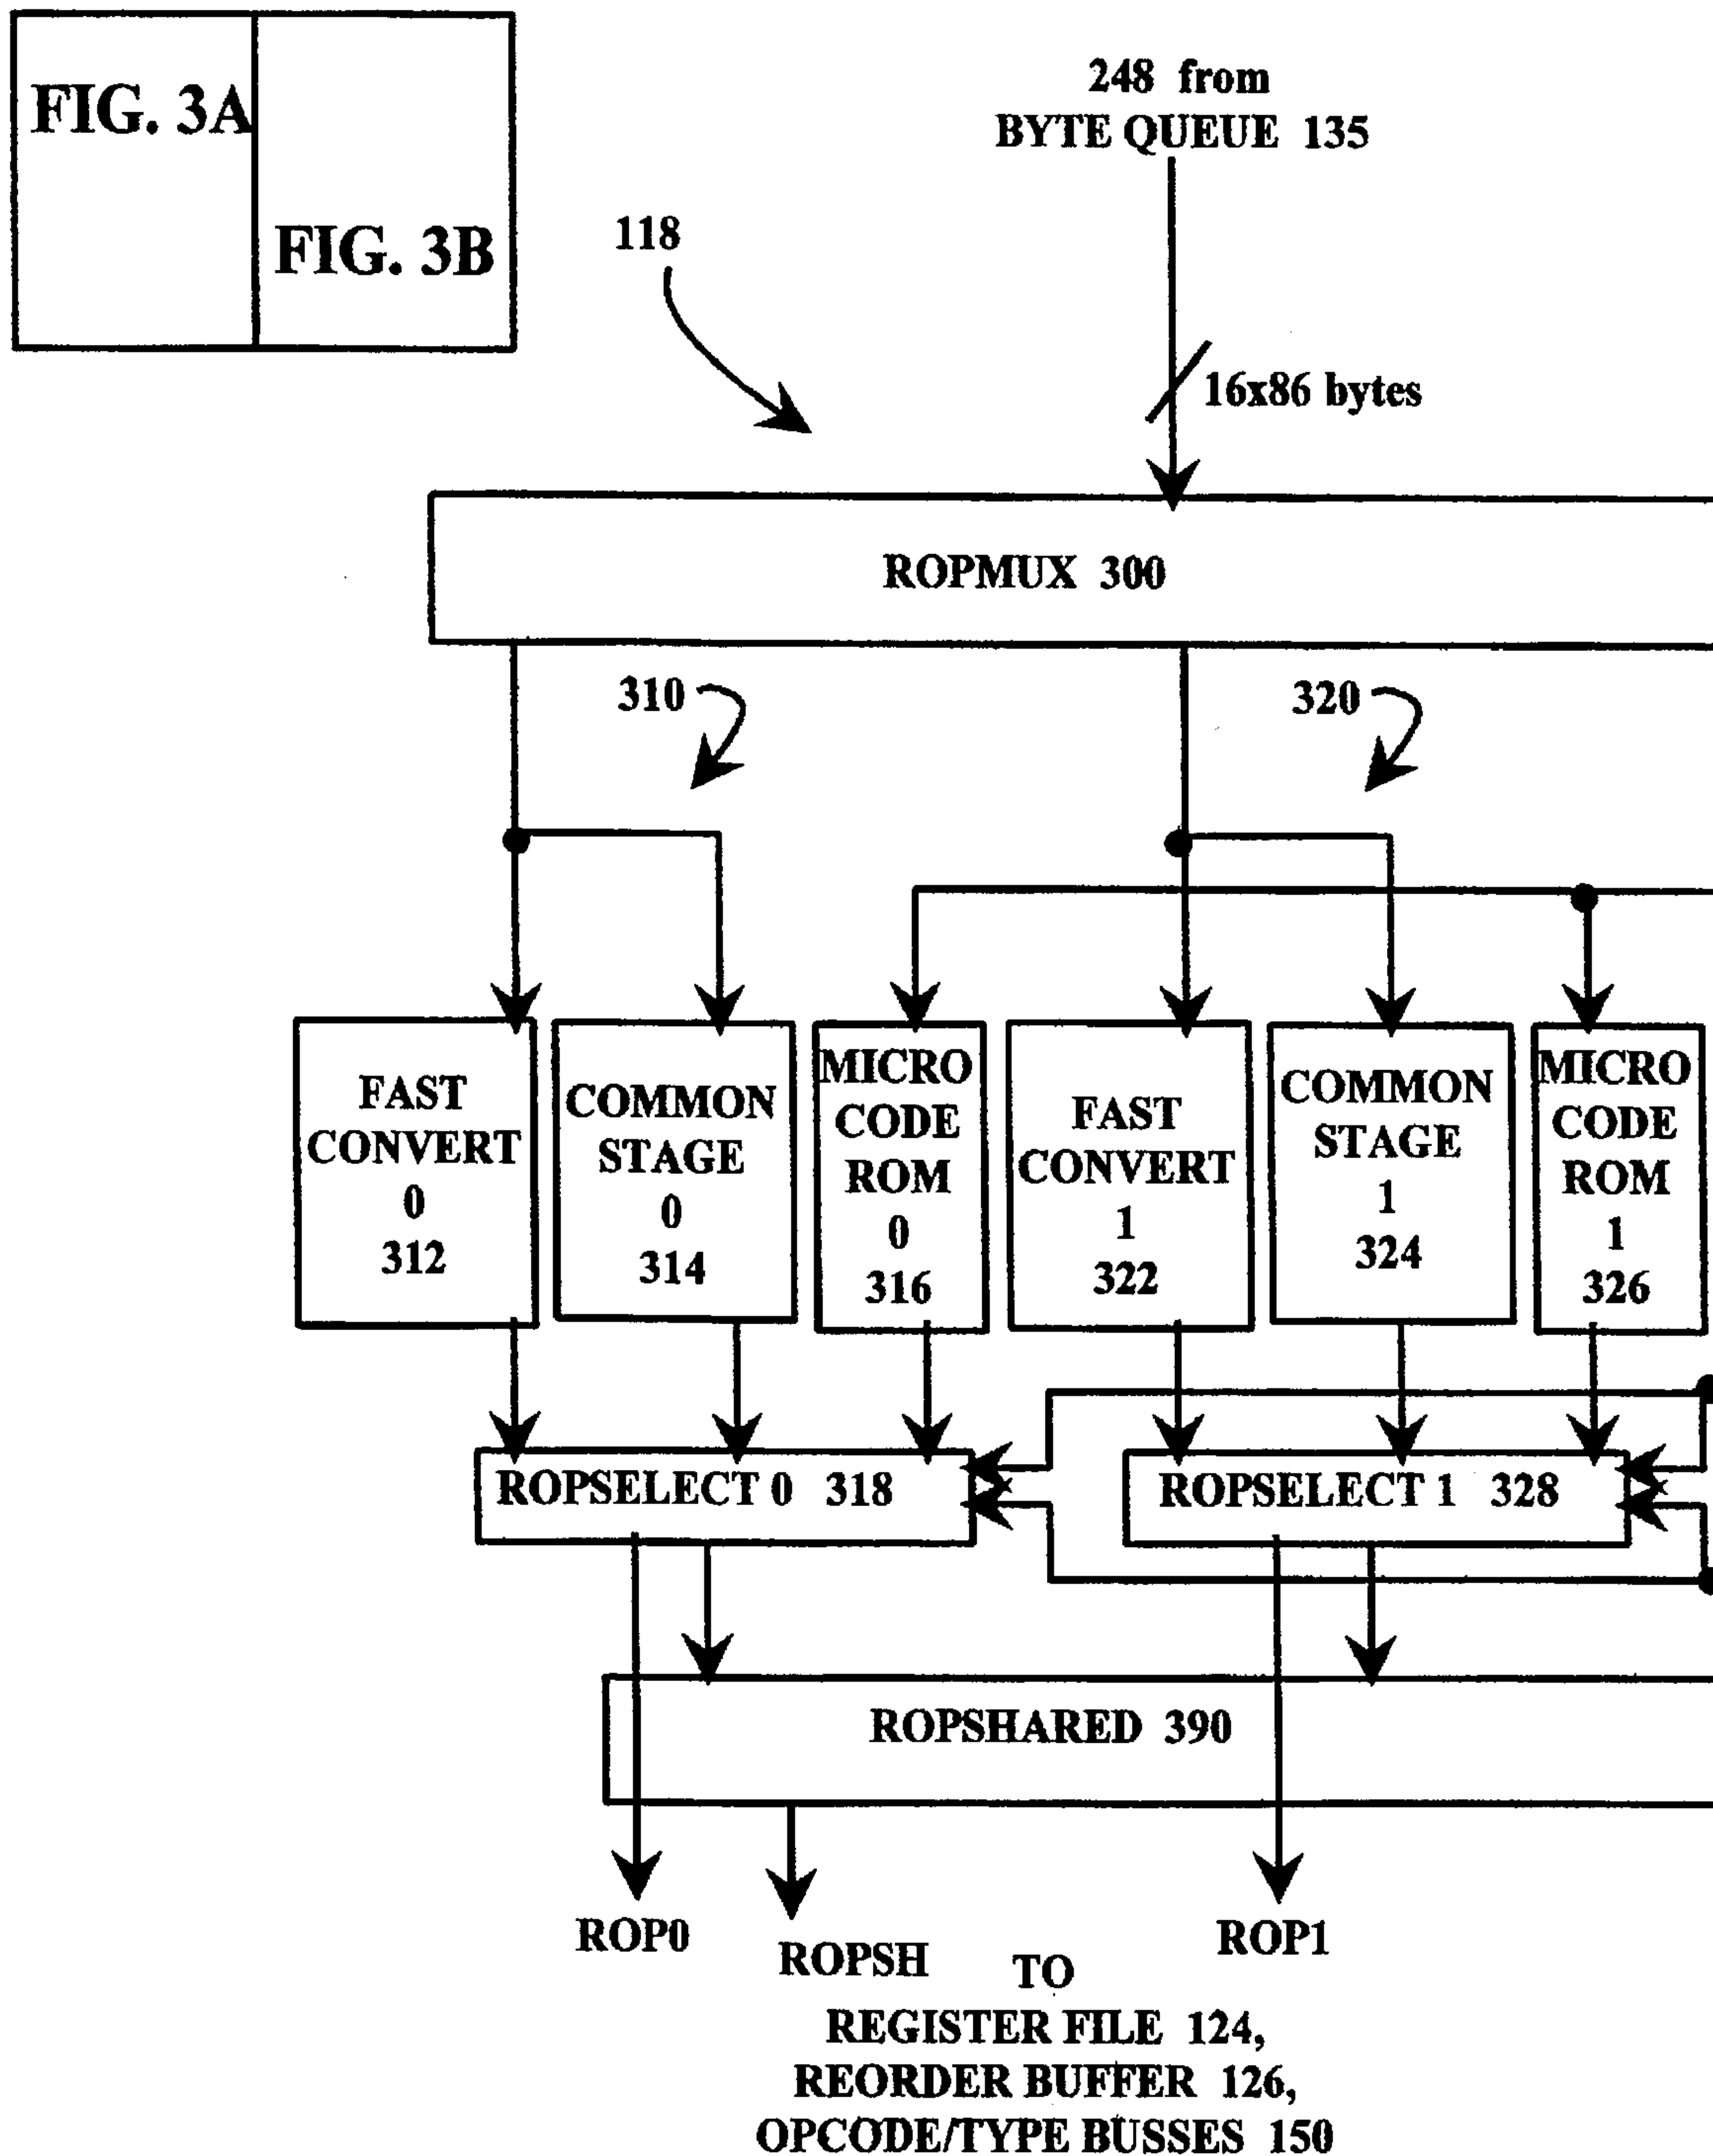 FIG. 3A
FIG. 3B
248 from
BYTE QUEUE 135
118
16x86 bytes
ROPMUX 300
310
320
FAST
CONVERT
0
312
COMMON
STAGE
0
314
MICRO
CODE
ROM
0
316
FAST
CONVERT
1
322
COMMON
STAGE
1
324
MICRO
CODE
ROM
1
326
ROPSELECT 0 318
ROPSELECT 1 328
ROPSHARED 390
ROP0
ROPSH
ROP1
TO
REGISTER FILE 124,
REORDER BUFFER 126,
OPCODE/TYPE BUSSES 150